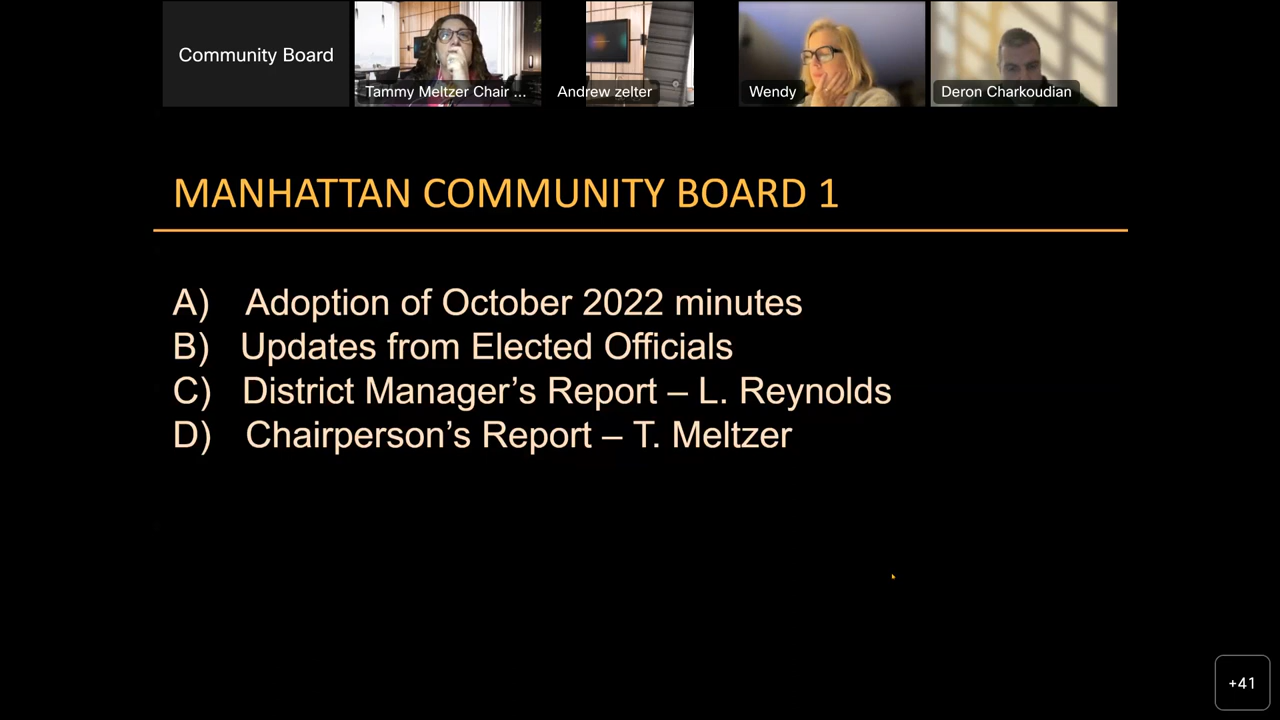 Community Board
Tammy Meltzer Chair ...
Andrew zelter
Wendy
Deron Charkoudian
MANHATTAN COMMUNITY BOARD 1
A) Adoption of October 2022 minutes
B) Updates from Elected Officials
C) District Manager’s Report – L. Reynolds
D) Chairperson’s Report – T. Meltzer
+41